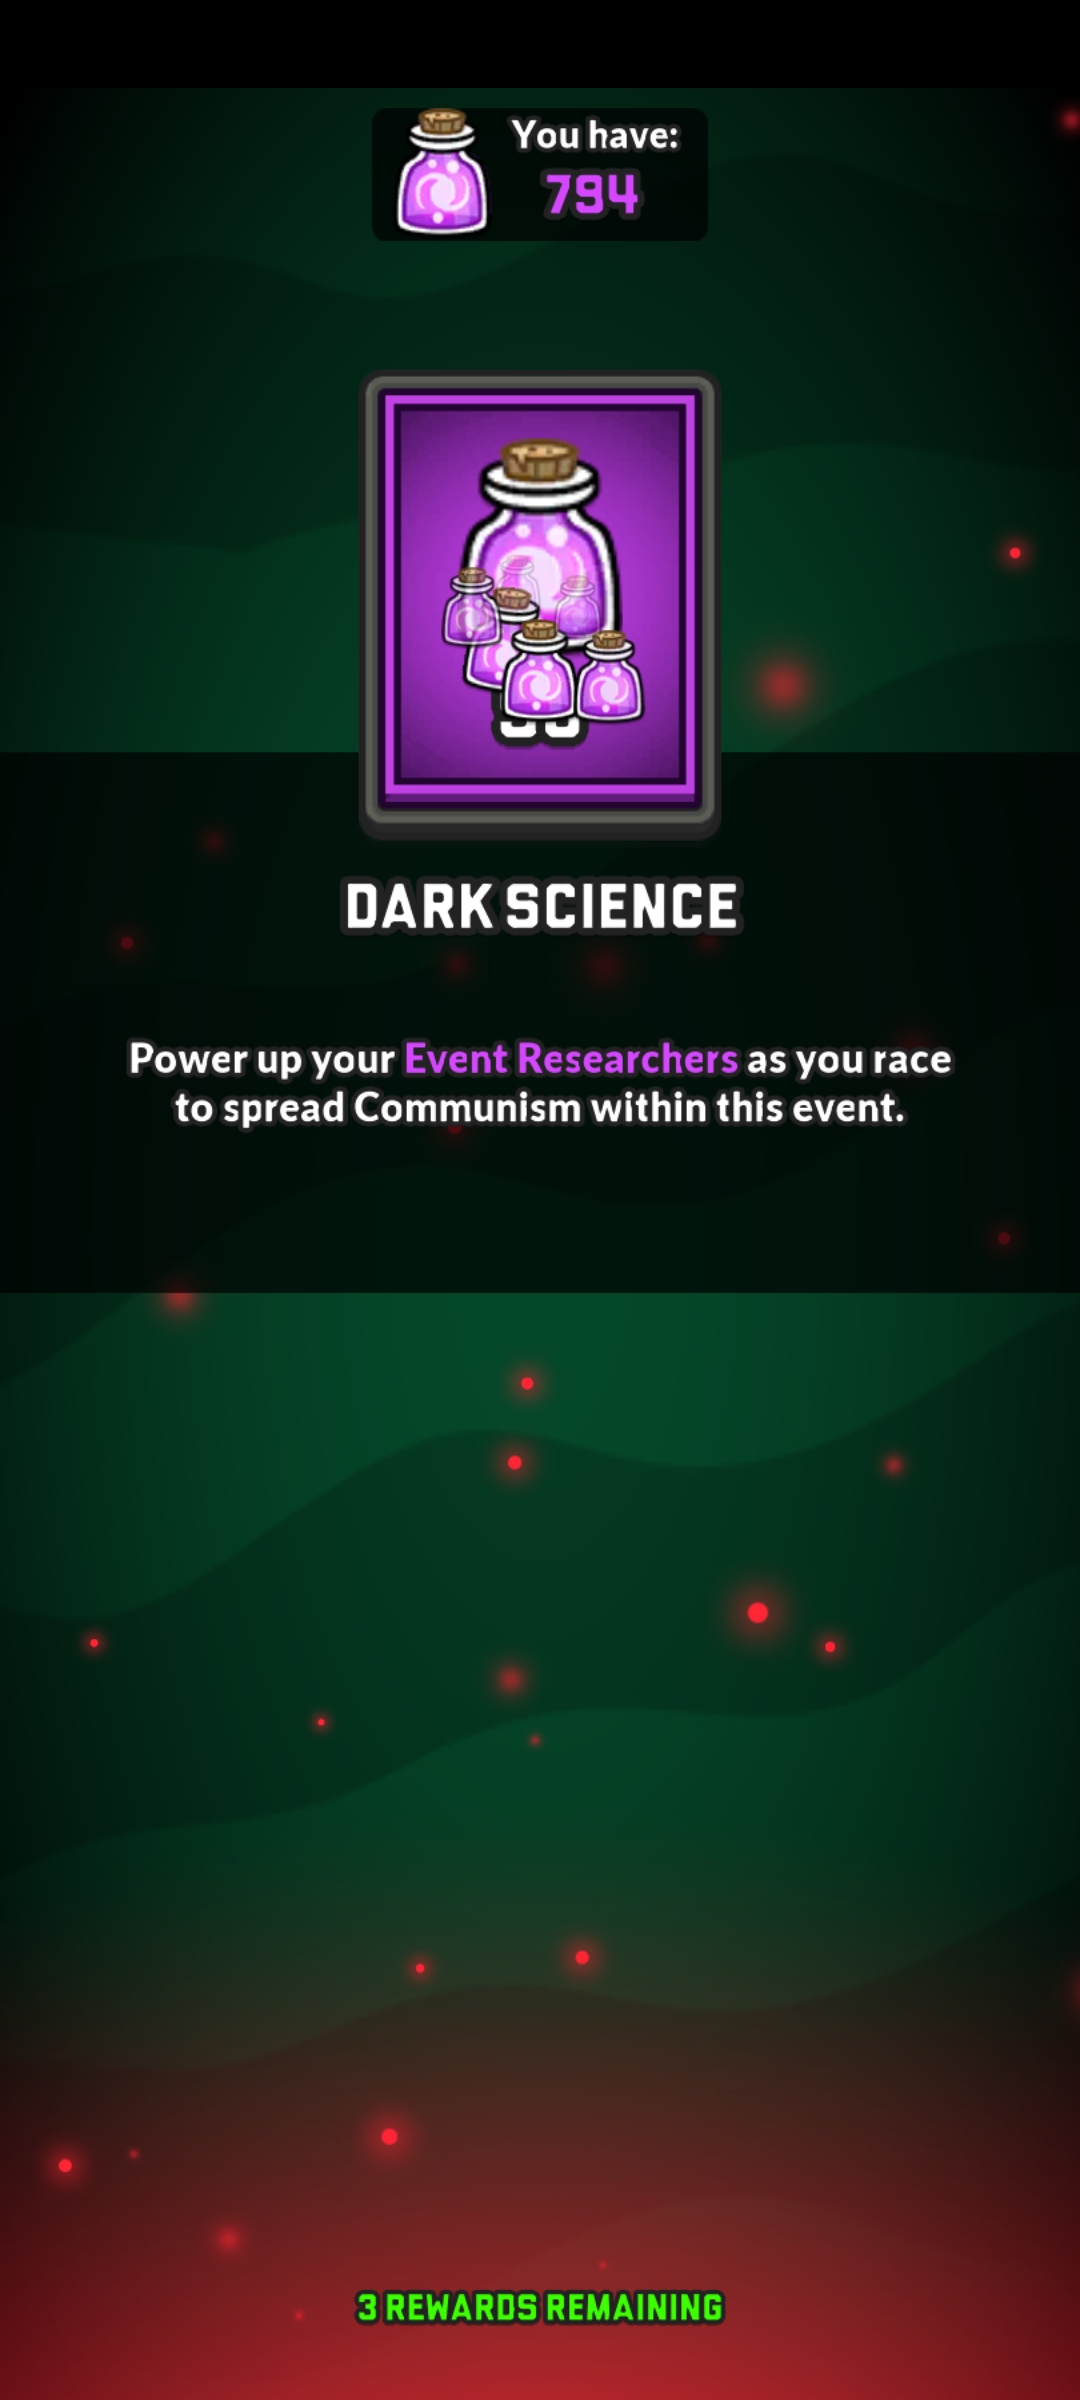 You have:
794
DARK SCIENCE
Power up your Event Researchers as you race
to spread Communism within this event.
3 REWARDS REMAINING